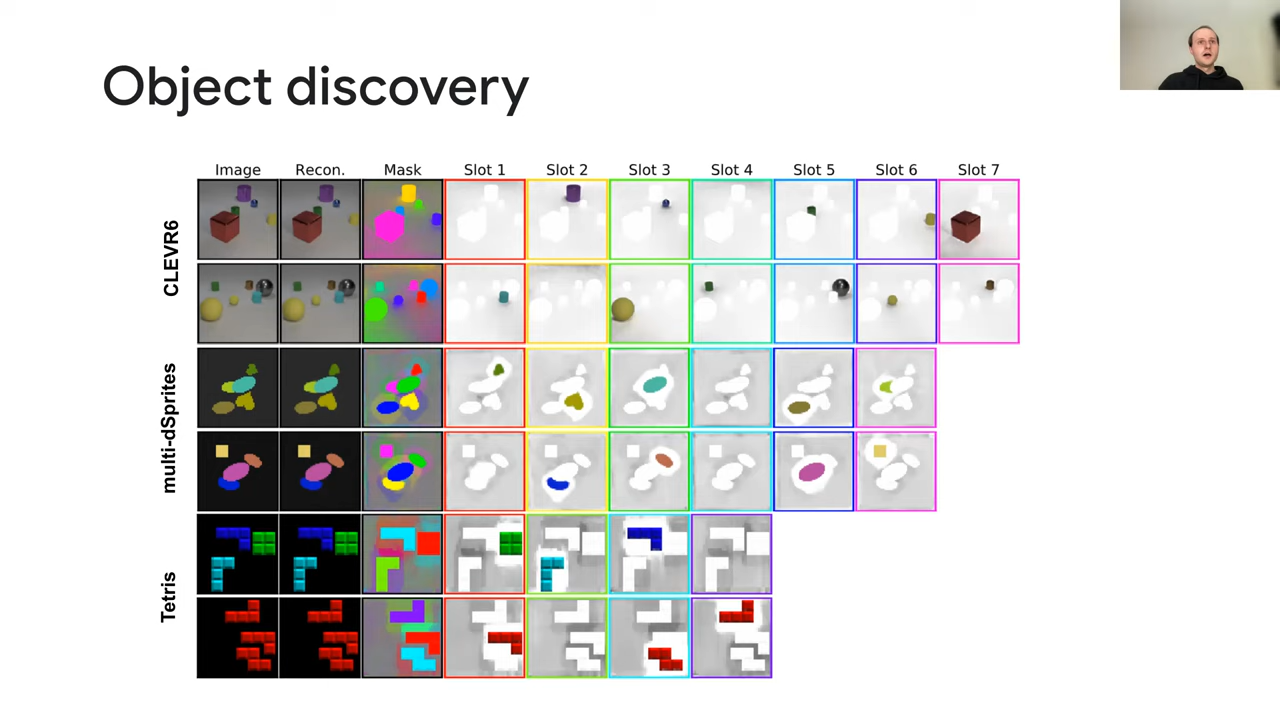 Object discovery
Image Recon. Mask Slot 1 Slot 2 Slot 3 Slot 4 Slot 5 Slot 6 Slot 7
CLEVR6
multi-dSprites
Tetris